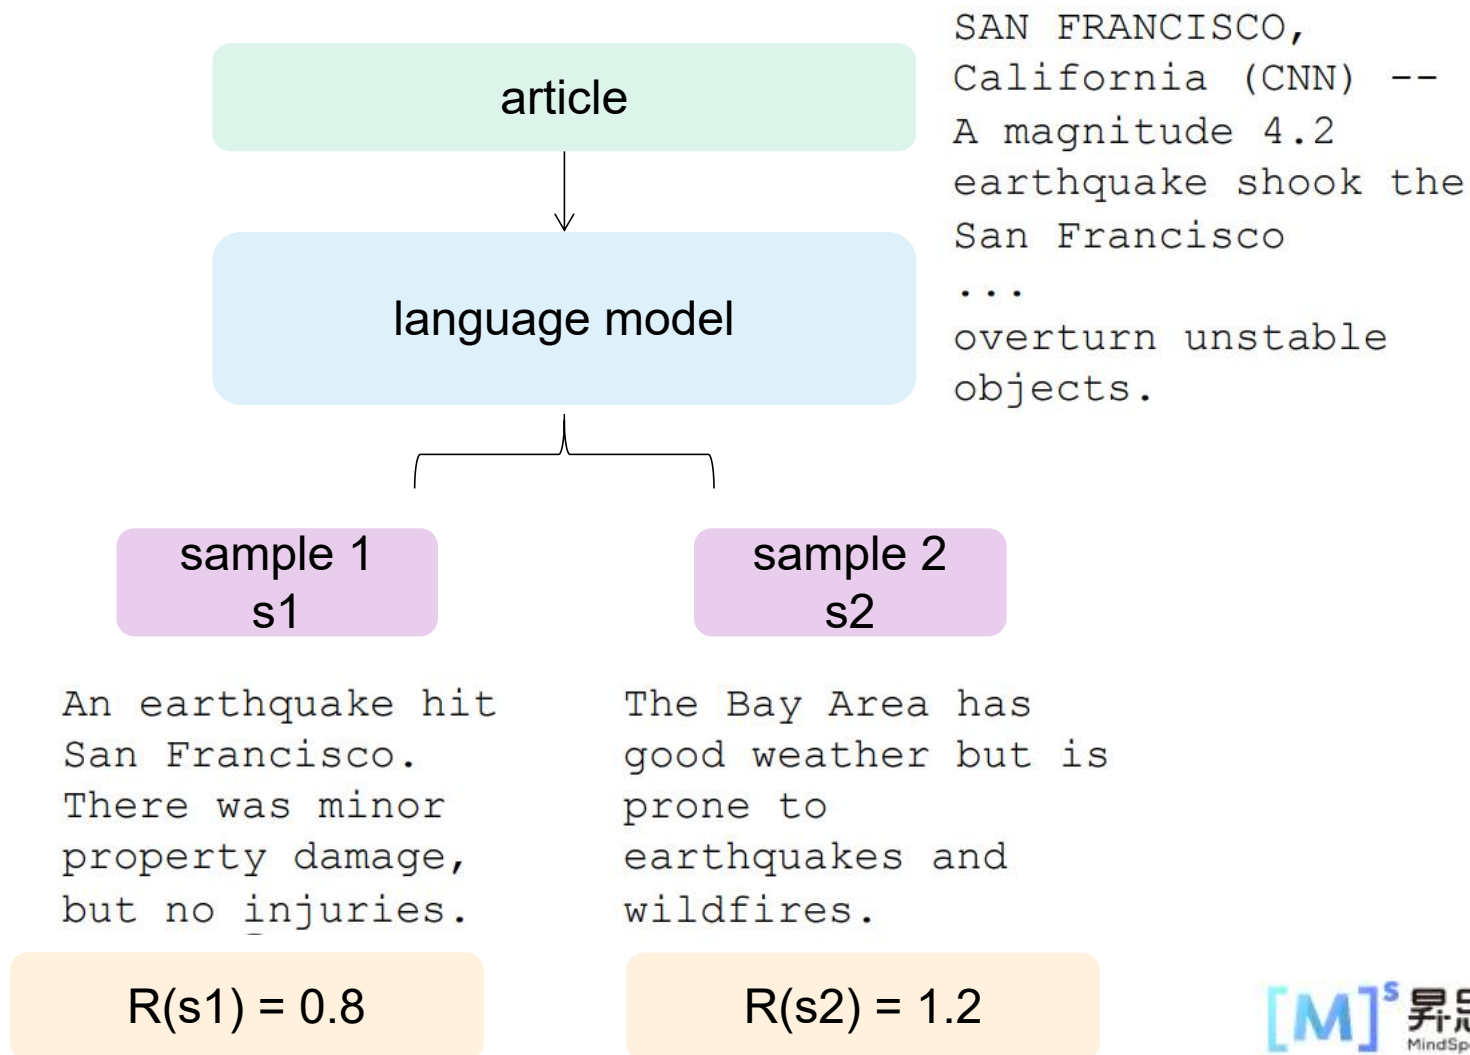 article
SAN FRANCISCO,
California (CNN) --
A magnitude 4.2
earthquake shook the
San Francisco
...
overturn unstable
objects.
language model
sample 1
s1
sample 2
s2
An earthquake hit
San Francisco.
There was minor
property damage,
but no injuries.
The Bay Area has
good weather but is
prone to
earthquakes and
wildfires.
R(s1) = 0.8
R(s2) = 1.2
[M]s 昇